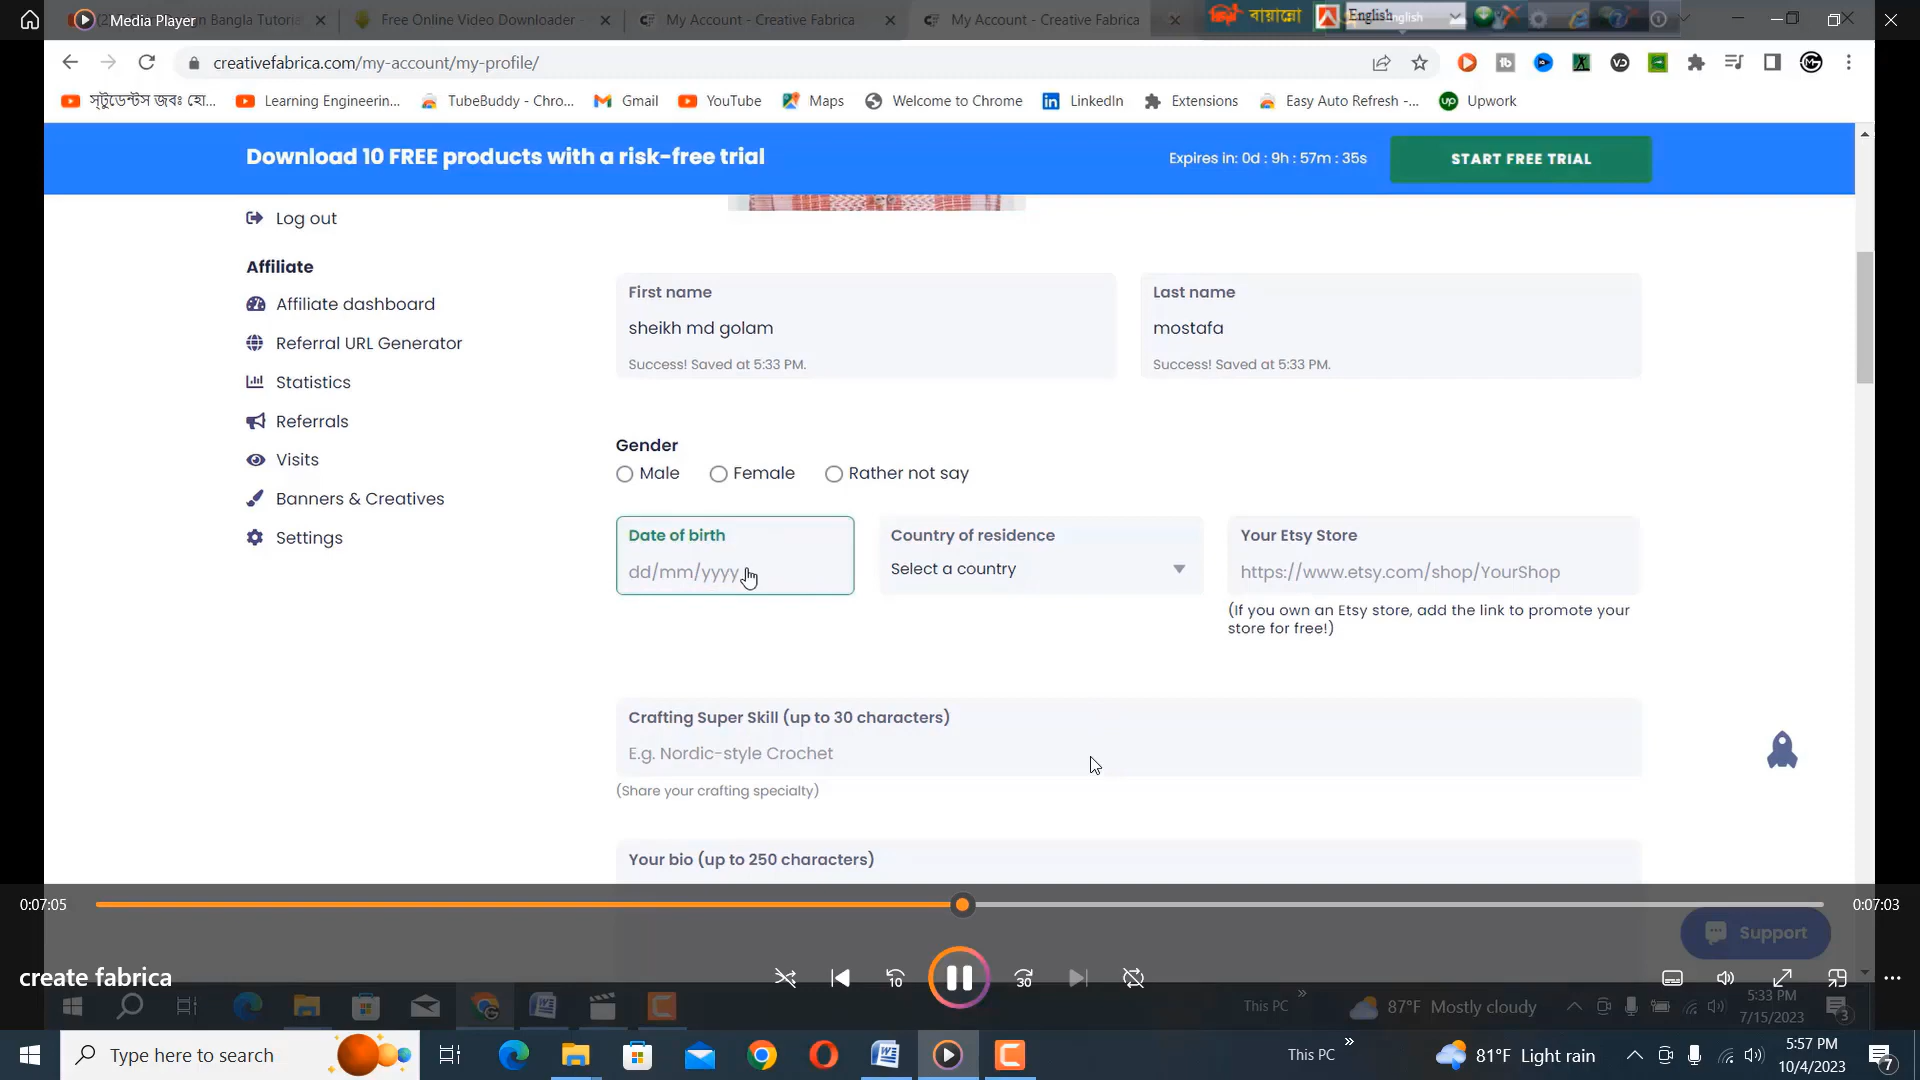 Media Player
n Bangla Tutoria
Free Online Video Downloader
My Account - Creative Fabrica
My Account - Creative Fabrica
বায়ান্নো
English
creativefabrica.com/my-account/my-profile/
স্টুডেন্টস জবঃ হো...
Learning Engineerin...
TubeBuddy - Chro...
Gmail
YouTube
Maps
Welcome to Chrome
LinkedIn
Extensions
Easy Auto Refresh -...
Upwork
Download 10 FREE products with a risk-free trial
Expires in: 0d : 9h : 57m : 35s
START FREE TRIAL
Log out
Affiliate
Affiliate dashboard
Referral URL Generator
Statistics
Referrals
Visits
Banners & Creatives
Settings
First name
sheikh md golam
Success! Saved at 5:33 PM.
Last name
mostafa
Success! Saved at 5:33 PM.
Gender
Male
Female
Rather not say
Date of birth
dd/mm/yyyy
Country of residence
Select a country
Your Etsy Store
https://www.etsy.com/shop/YourShop
(If you own an Etsy store, add the link to promote your
store for free!)
Crafting Super Skill (up to 30 characters)
E.g. Nordic-style Crochet
(Share your crafting specialty)
Your bio (up to 250 characters)
0:07:05
0:07:03
Support
create fabrica
10
30
This PC
87°F Mostly cloudy
5:33 PM
7/15/2023
3
Type here to search
This PC
81°F Light rain
5:57 PM
10/4/2023
7